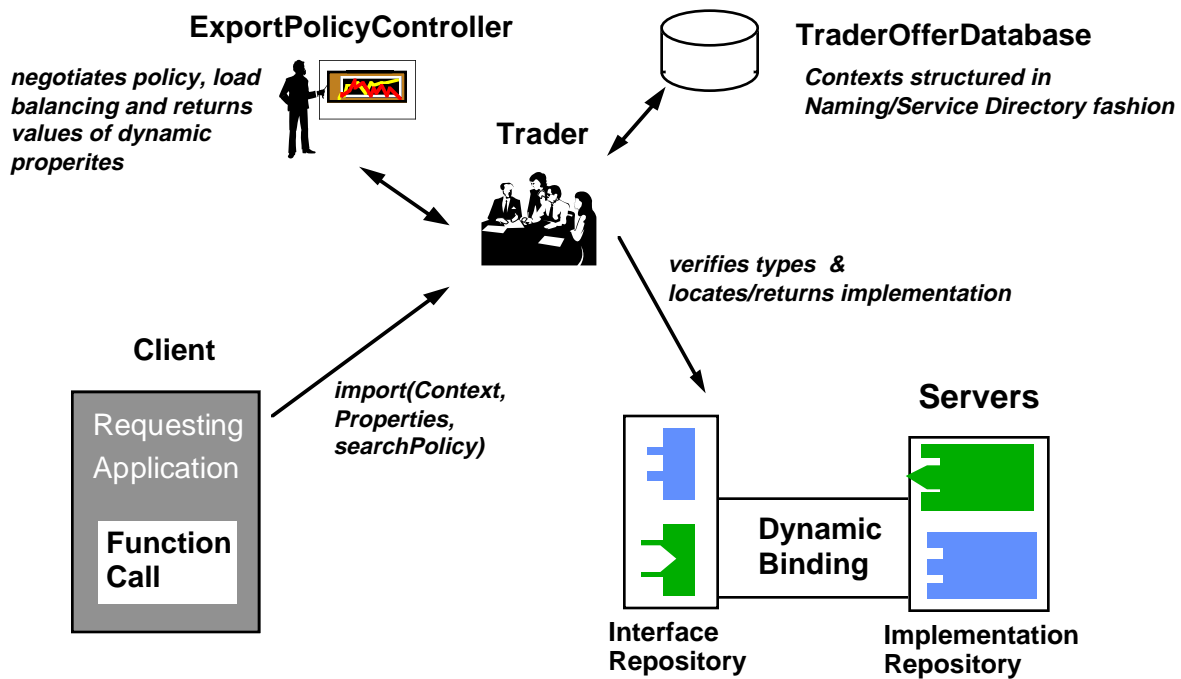 ExportPolicyController
negotiates policy, load
balancing and returns
values of dynamic
properites
TraderOfferDatabase
Contexts structured in
Naming/Service Directory fashion
Trader
verifies types &
locates/returns implementation
Client
Requesting
Application
Function
Call
import(Context,
Properties,
searchPolicy)
Servers
Dynamic
Binding
Interface
Repository
Implementation
Repository